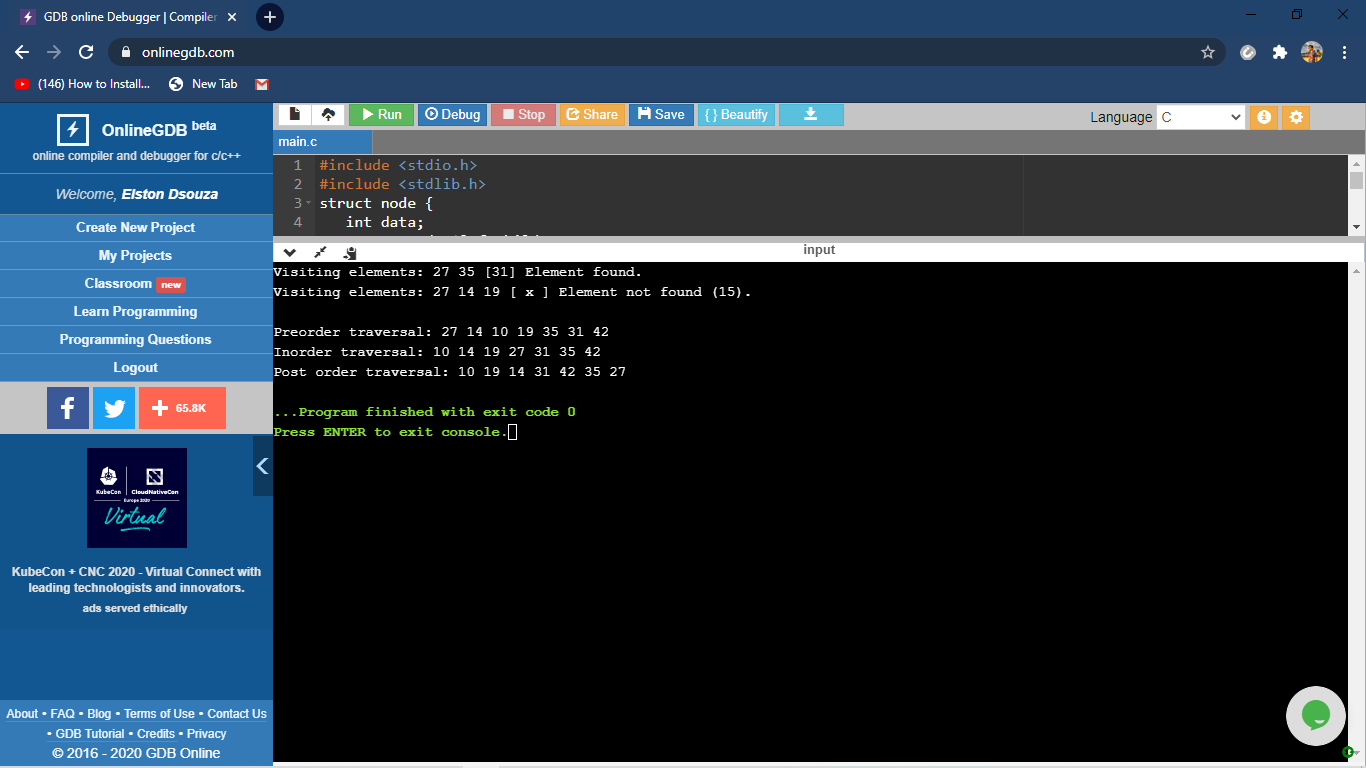 GDB online Debugger | Compiler
onlinegdb.com
(146) How to Install... New Tab
OnlineGDB beta
online compiler and debugger for c/c++
Welcome, Elston Dsouza
Create New Project
My Projects
Classroom new
Learn Programming
Programming Questions
Logout
65.8K
KubeCon CloudNativeCon
Europe 2020
Virtual
KubeCon + CNC 2020 - Virtual Connect with
leading technologists and innovators.
ads served ethically
About • FAQ • Blog • Terms of Use • Contact Us
• GDB Tutorial • Credits • Privacy
© 2016 - 2020 GDB Online
Run Debug Stop Share Save { } Beautify Language C
main.c
1 #include <stdio.h>
2 #include <stdlib.h>
3 struct node {
4 int data;
input
Visiting elements: 27 35 [31] Element found.
Visiting elements: 27 14 19 [ x ] Element not found (15).
Preorder traversal: 27 14 10 19 35 31 42
Inorder traversal: 10 14 19 27 31 35 42
Post order traversal: 10 19 14 31 42 35 27
...Program finished with exit code 0
Press ENTER to exit console.